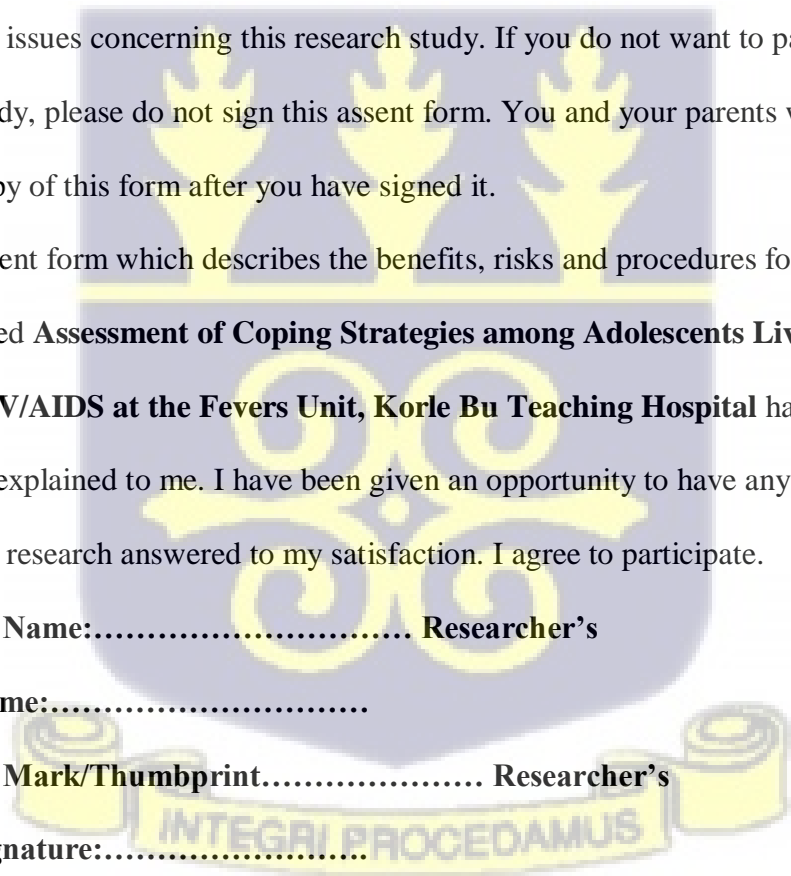 issues concerning this research study. If you do not want to pa
dy, please do not sign this assent form. You and your parents
py of this form after you have signed it.
ent form which describes the benefits, risks and procedures fo
ed Assessment of Coping Strategies among Adolescents Liv
V/AIDS at the Fevers Unit, Korle Bu Teaching Hospital ha
explained to me. I have been given an opportunity to have any
research answered to my satisfaction. I agree to participate.
Name:………………………… Researcher’s
me:…………………………
Mark/Thumbprint………………… Researcher’s
INTEGRI PROCEDAMUS
gnature:…………………….